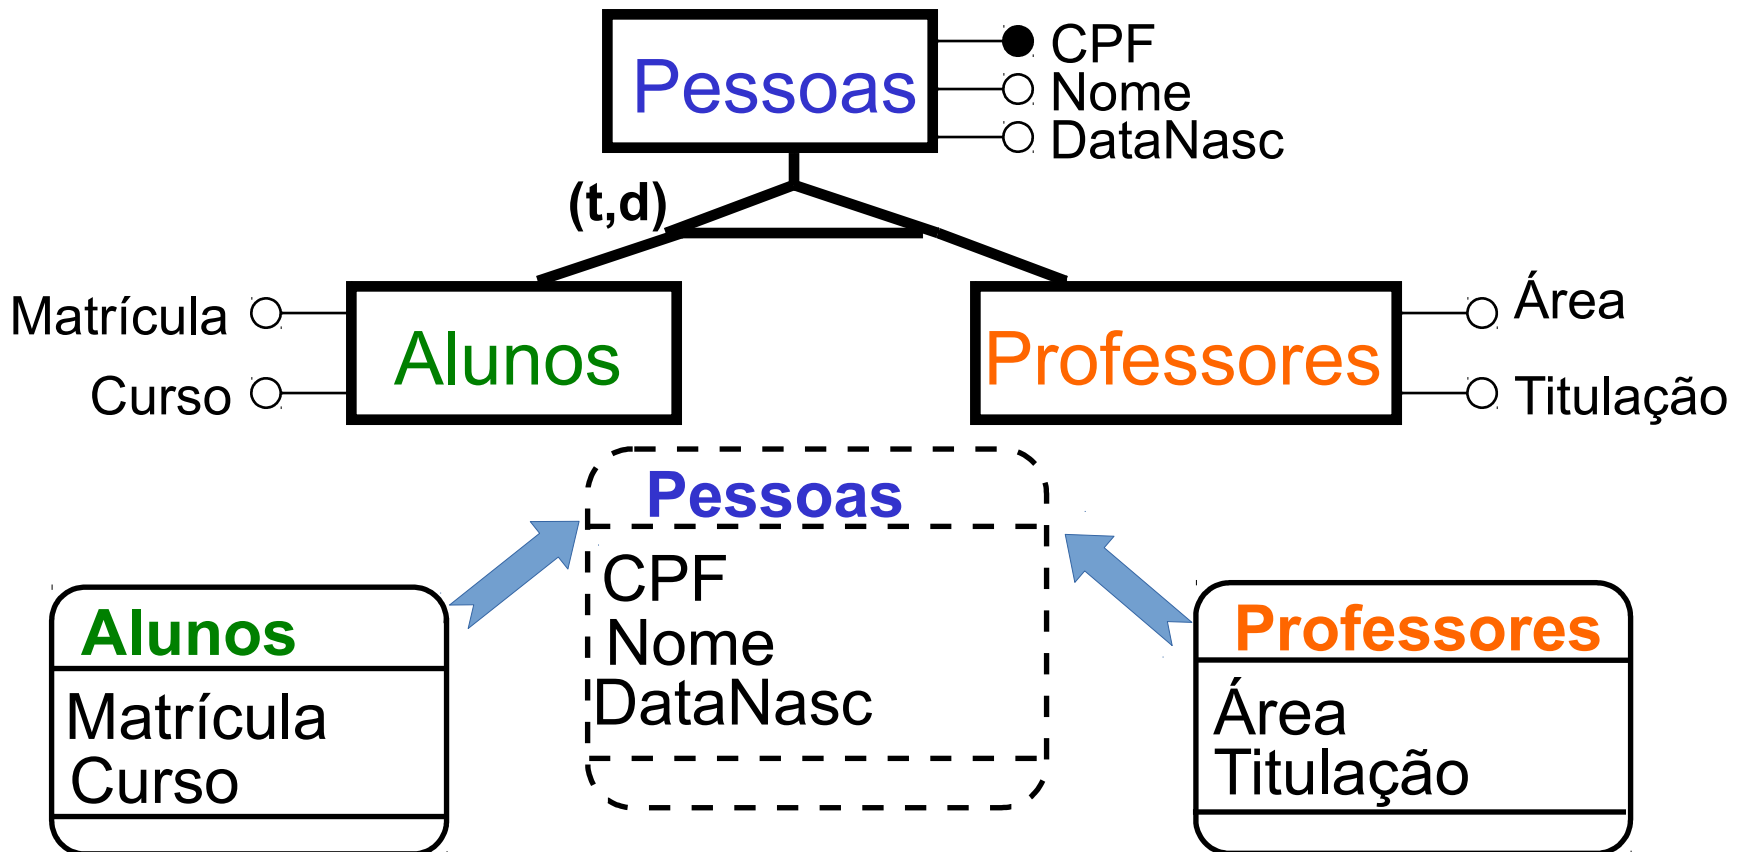 Pessoas
CPF
Nome
DataNasc
(t,d)
Matrícula
Curso
Alunos
Professores
Área
Titulação
Pessoas
CPF
Nome
DataNasc
Alunos
Matrícula
Curso
Professores
Área
Titulação